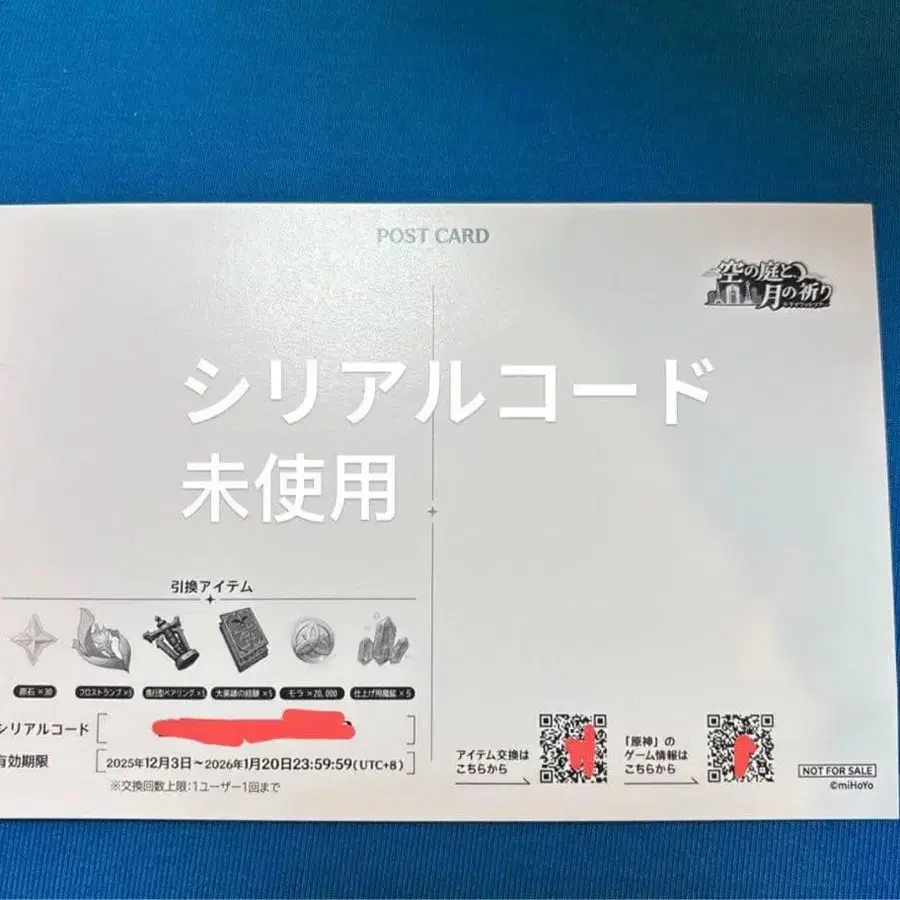 POST CARD
空の庭と、
月の祈り
シリアルコード
未使用
引換アイテム
原石×30
フロストランプ×5
携行型ベアリング×5
大英雄の経験×5
モラ×20,000
仕上げ用魔鉱×5
シリアルコード
有効期限
2025年12月3日～2026年1月20日23:59:59(UTC+8)
※交換回数上限:1ユーザー1回まで
アイテム交換は
こちらから
「原神」の
ゲーム情報は
こちらから
NOT FOR SALE
©miHoYo